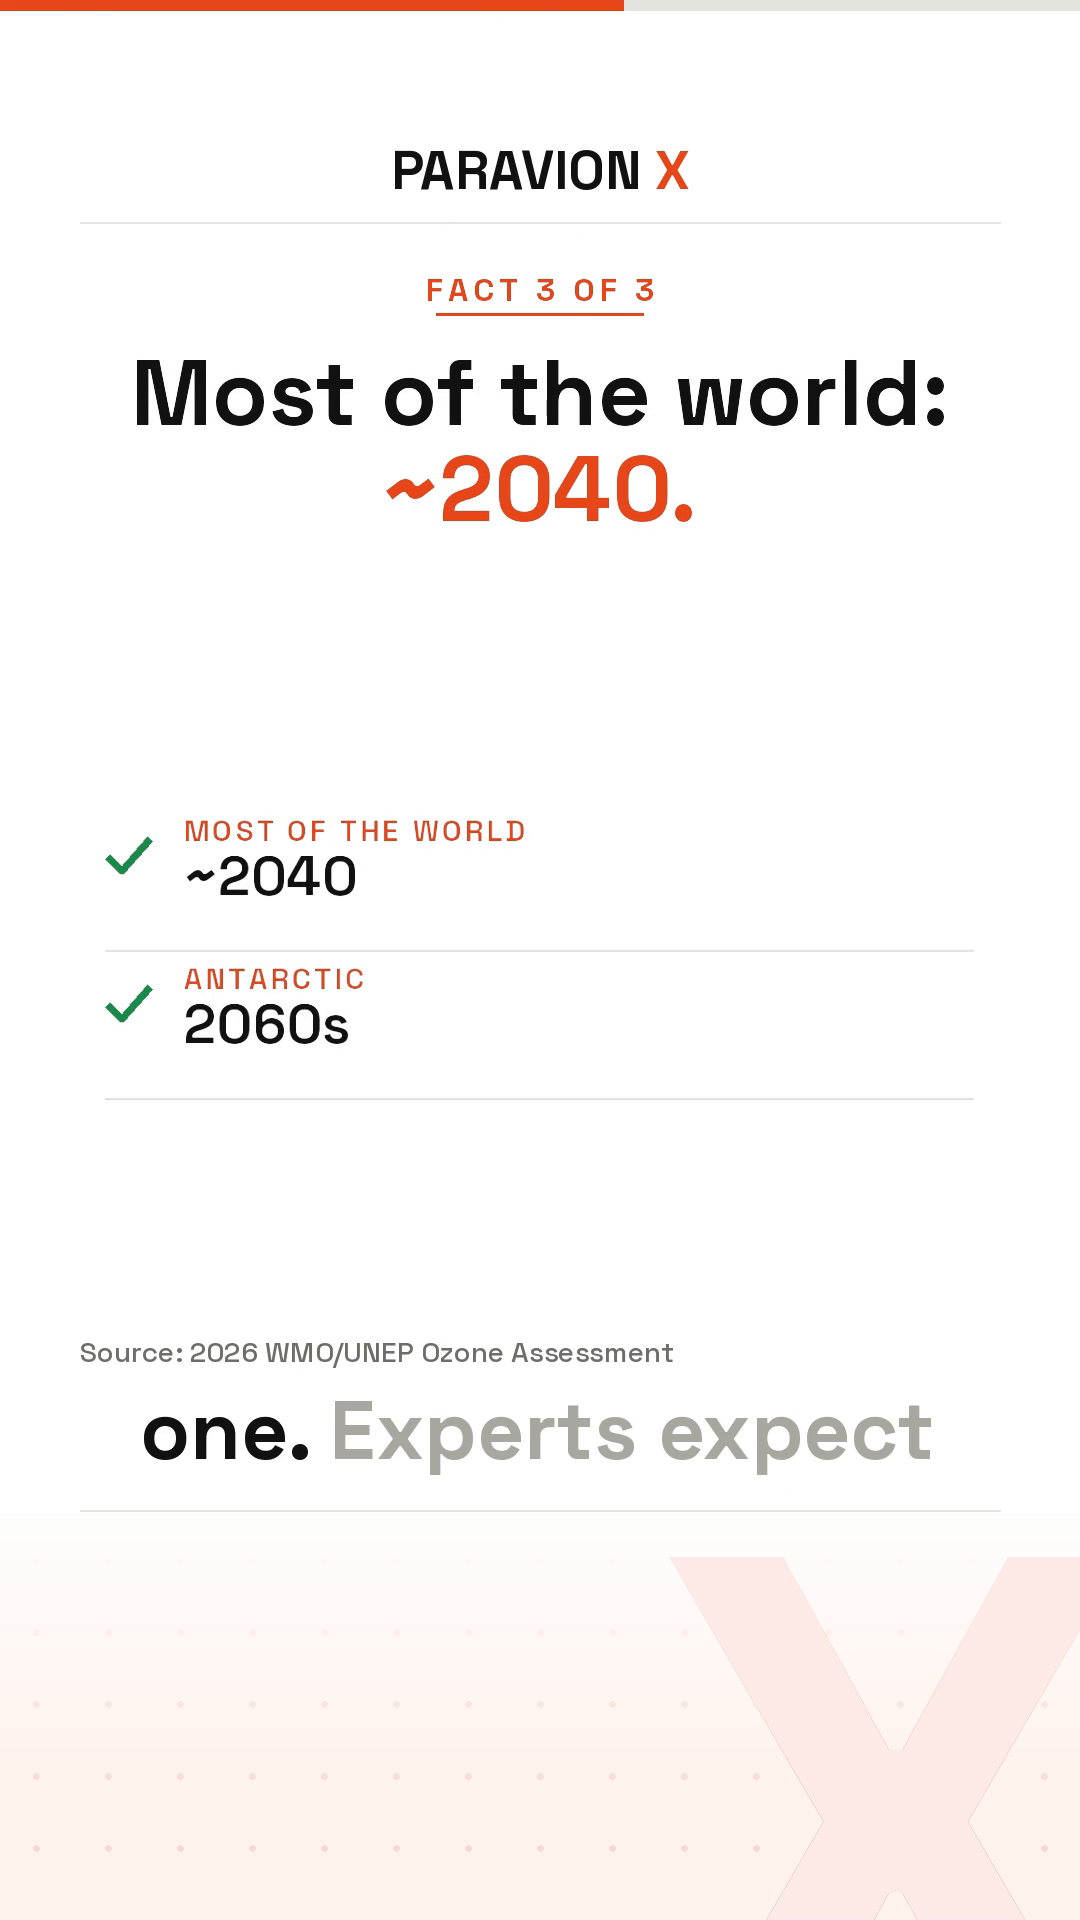 PARAVION X
FACT 3 OF 3
Most of the world:
~2040.
MOST OF THE WORLD
~2040
ANTARCTIC
2060s
Source: 2026 WMO/UNEP Ozone Assessment
one. Experts expect
X